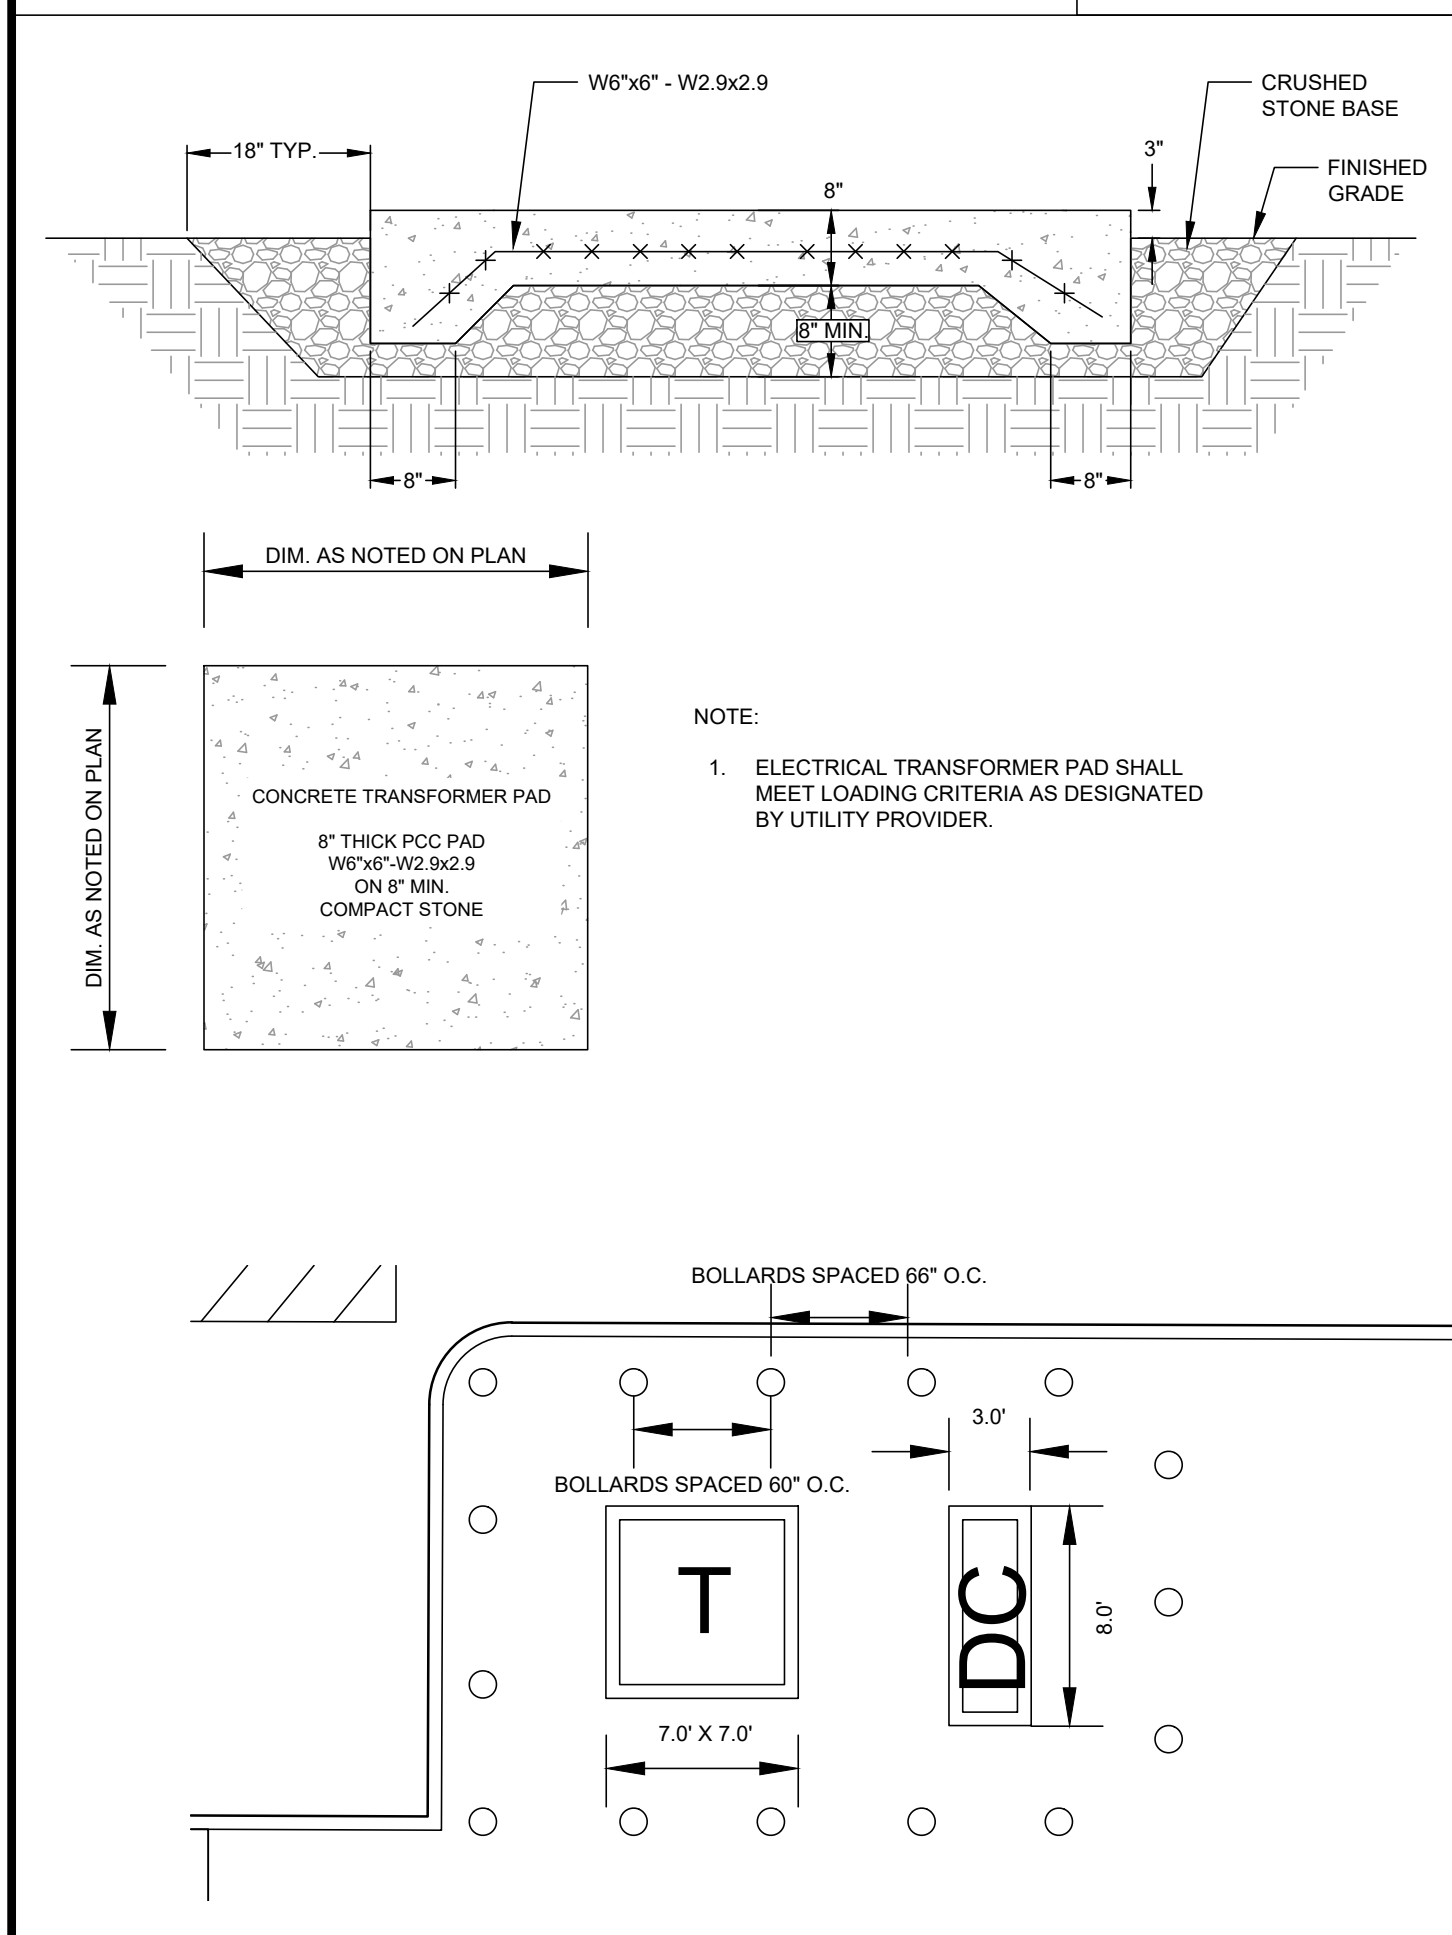 W6"x6" - W2.9x2.9
CRUSHED
STONE BASE
18" TYP.
3"
FINISHED
GRADE
8"
8" MIN.
8"
8"
DIM. AS NOTED ON PLAN
DIM. AS NOTED ON PLAN
CONCRETE TRANSFORMER PAD
8" THICK PCC PAD
W6"x6"-W2.9x2.9
ON 8" MIN.
COMPACT STONE
NOTE:
1. ELECTRICAL TRANSFORMER PAD SHALL
MEET LOADING CRITERIA AS DESIGNATED
BY UTILITY PROVIDER.
BOLLARDS SPACED 66" O.C.
3.0'
BOLLARDS SPACED 60" O.C.
T
DC
8.0'
7.0' X 7.0'